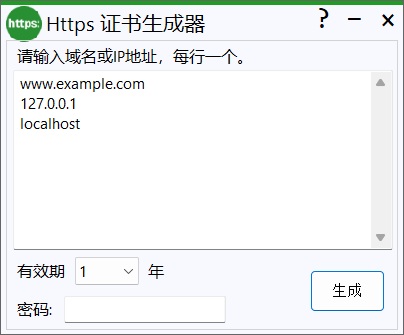 https:
Https 证书生成器
?
请输入域名或IP地址，每行一个。
www.example.com
127.0.0.1
localhost
有效期 1 年
生成
密码: